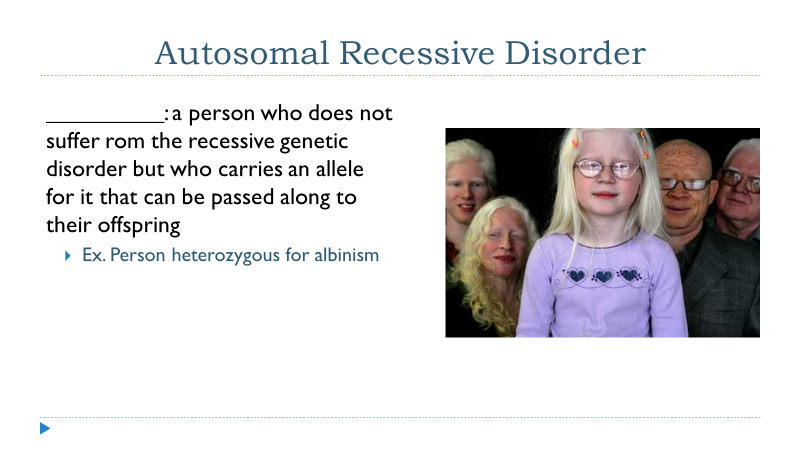 Autosomal Recessive Disorder
__________: a person who does not
suffer rom the recessive genetic
disorder but who carries an allele
for it that can be passed along to
their offspring
Ex. Person heterozygous for albinism